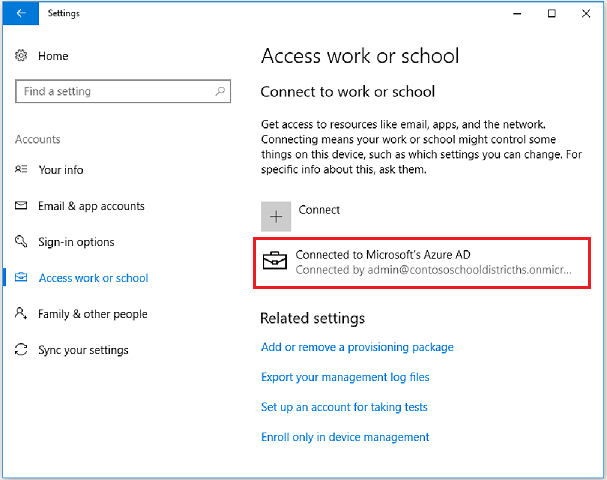 Settings
Home
Find a setting
Accounts
Your info
Email & app accounts
Sign-in options
Access work or school
Family & other people
Sync your settings
Access work or school
Connect to work or school
Get access to resources like email, apps, and the network.
Connecting means your work or school might control some
things on this device, such as which settings you can change. For
specific info about this, ask them.
Connect
Connected to Microsoft's Azure AD
Connected by admin@contososchooldistricths.onmicr...
Related settings
Add or remove a provisioning package
Export your management log files
Set up an account for taking tests
Enroll only in device management